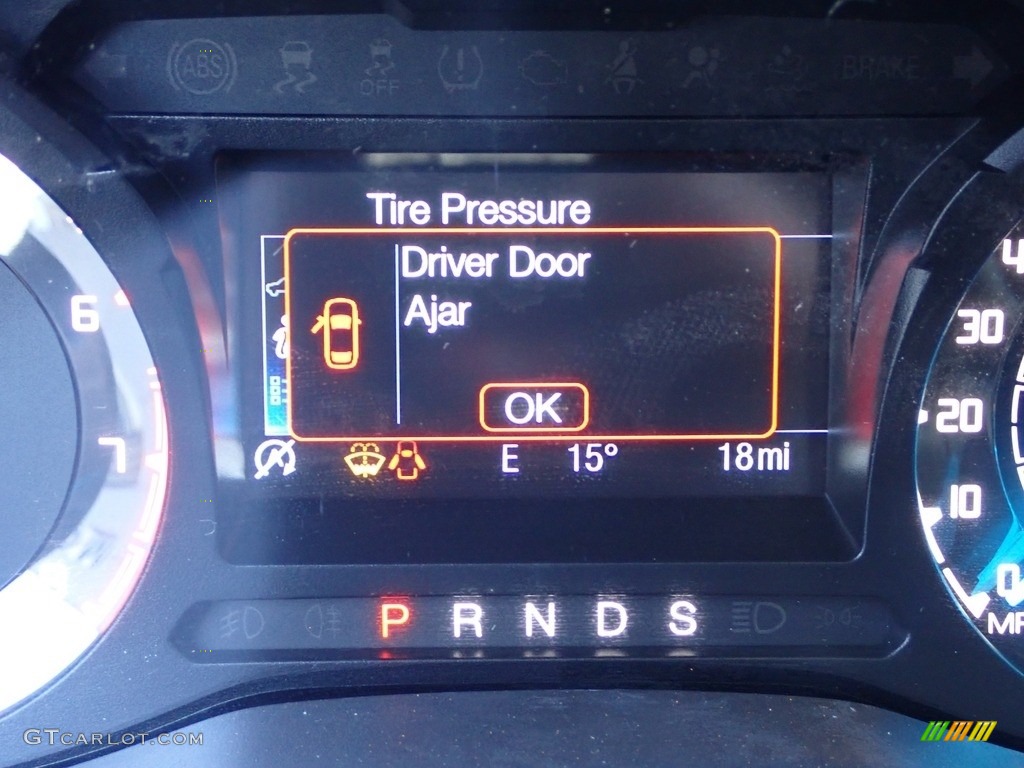 ABS
OFF
BRAKE
Tire Pressure
Driver Door
Ajar
OK
E 15° 18mi
6
7
30
20
10
0
P R N D S
GTCARLOT.COM